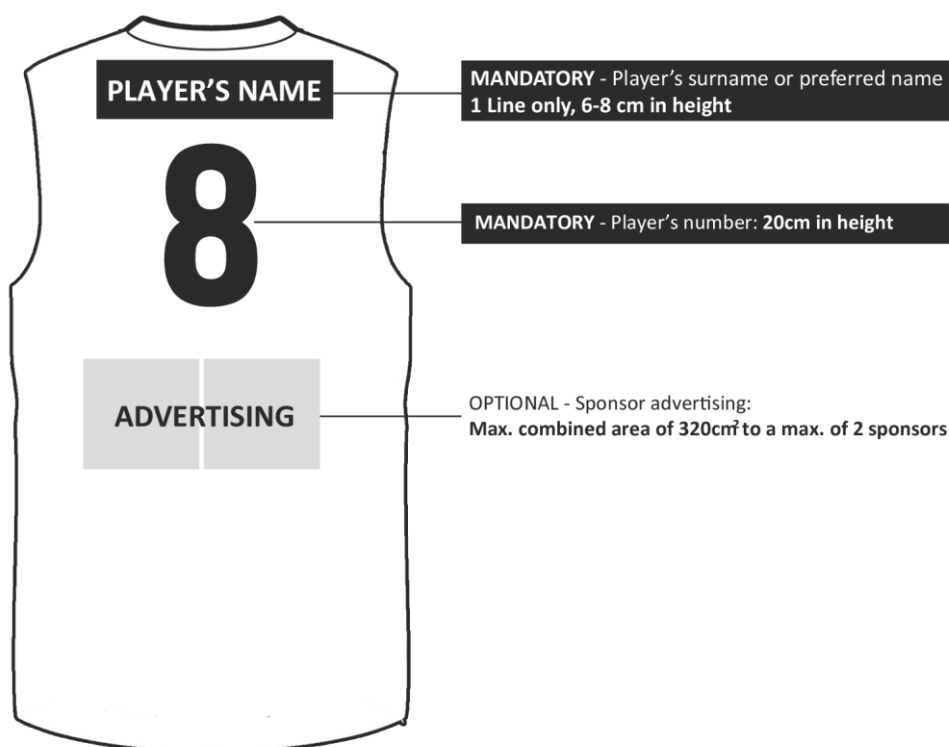 PLAYER'S NAME
MANDATORY - Player's surname or preferred name
1 Line only, 6-8 cm in height
8
MANDATORY - Player's number: 20cm in height
ADVERTISING
OPTIONAL - Sponsor advertising:
Max. combined area of 320cm² to a max. of 2 sponsors